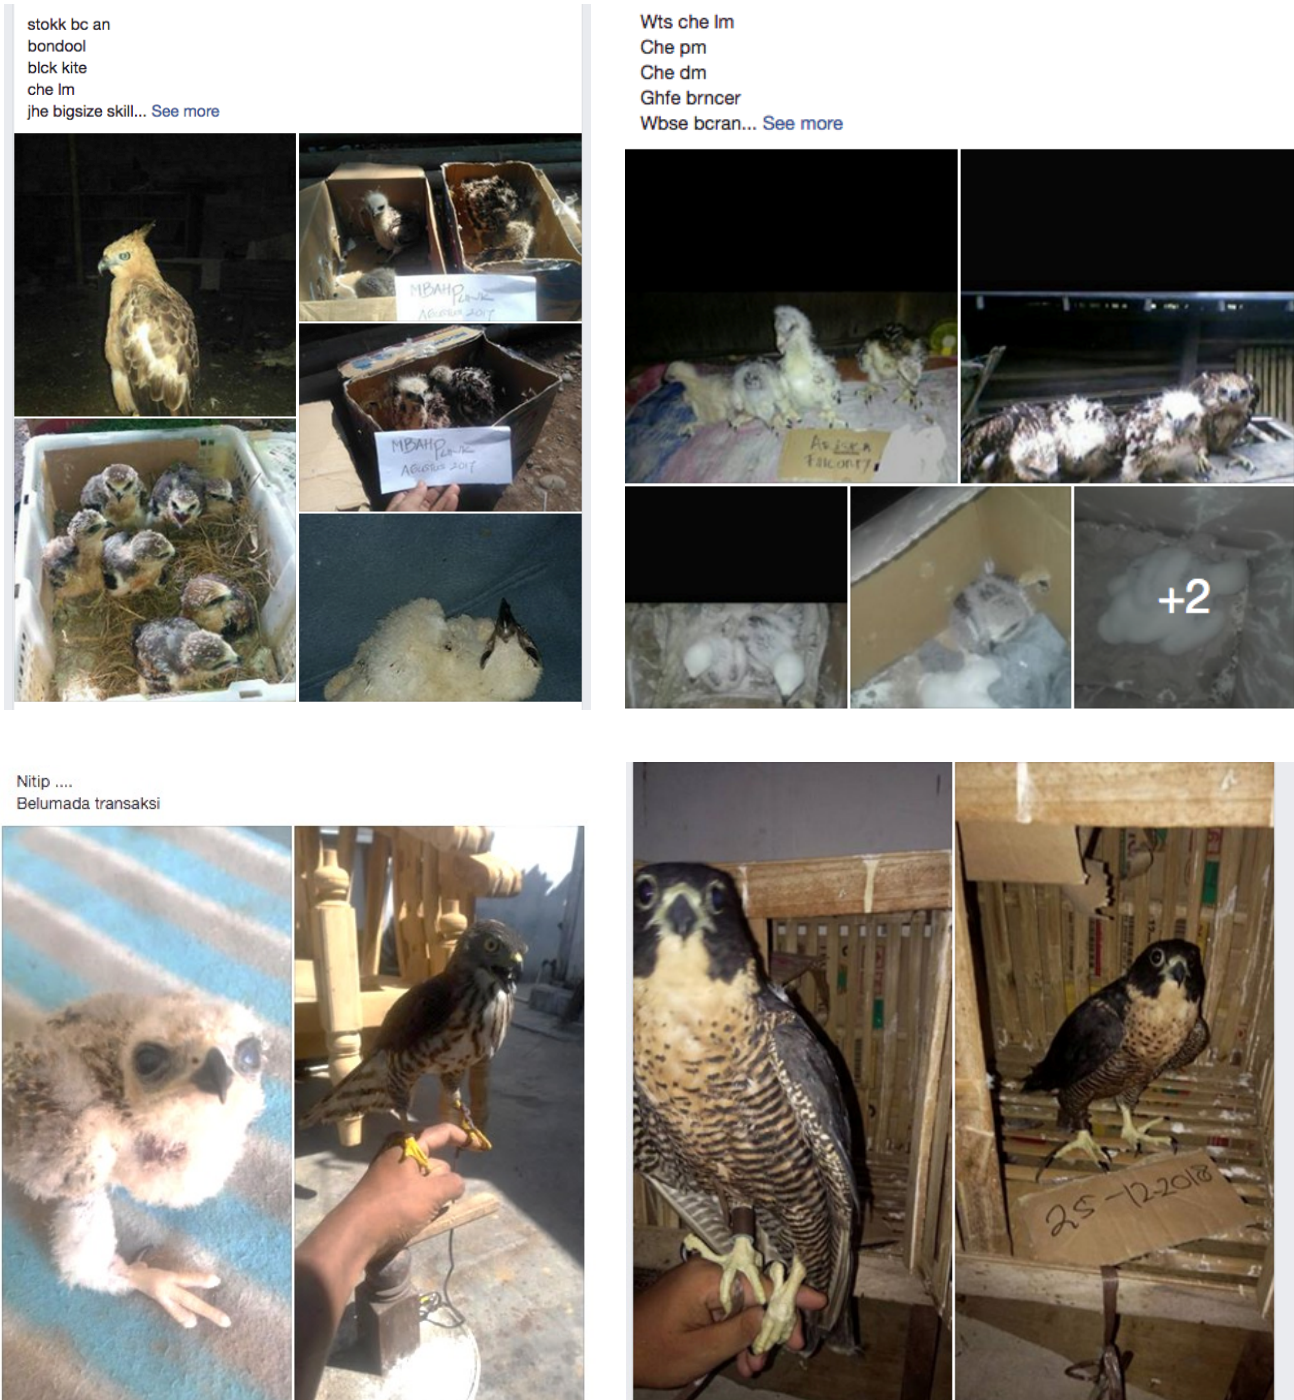 stokk bc an
bondool
blck kite
che lm
jhe bigsize skill... See more
MBAHP
AGUSTUS 2017
MBAHP
AGUSTUS 2017
Wts che lm
Che pm
Che dm
Ghfe brncer
Wbse bcran... See more
FALCONRY
+2
Nitip ....
Belumada transaksi
25-12-2018